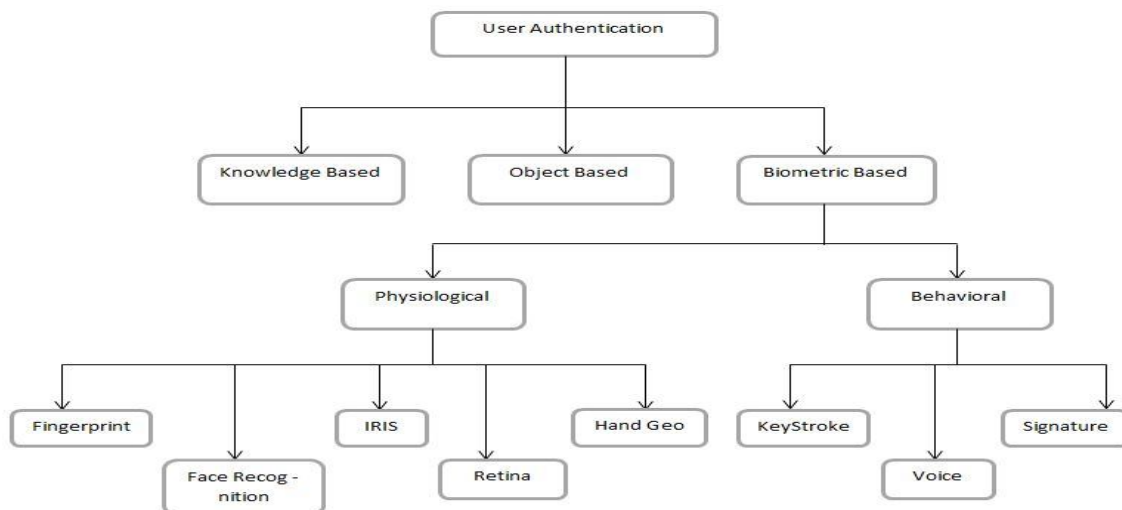 User Authentication
Knowledge Based
Object Based
Biometric Based
Physiological
Behavioral
Fingerprint
IRIS
Hand Geo
KeyStroke
Signature
Face Recog -
nition
Retina
Voice